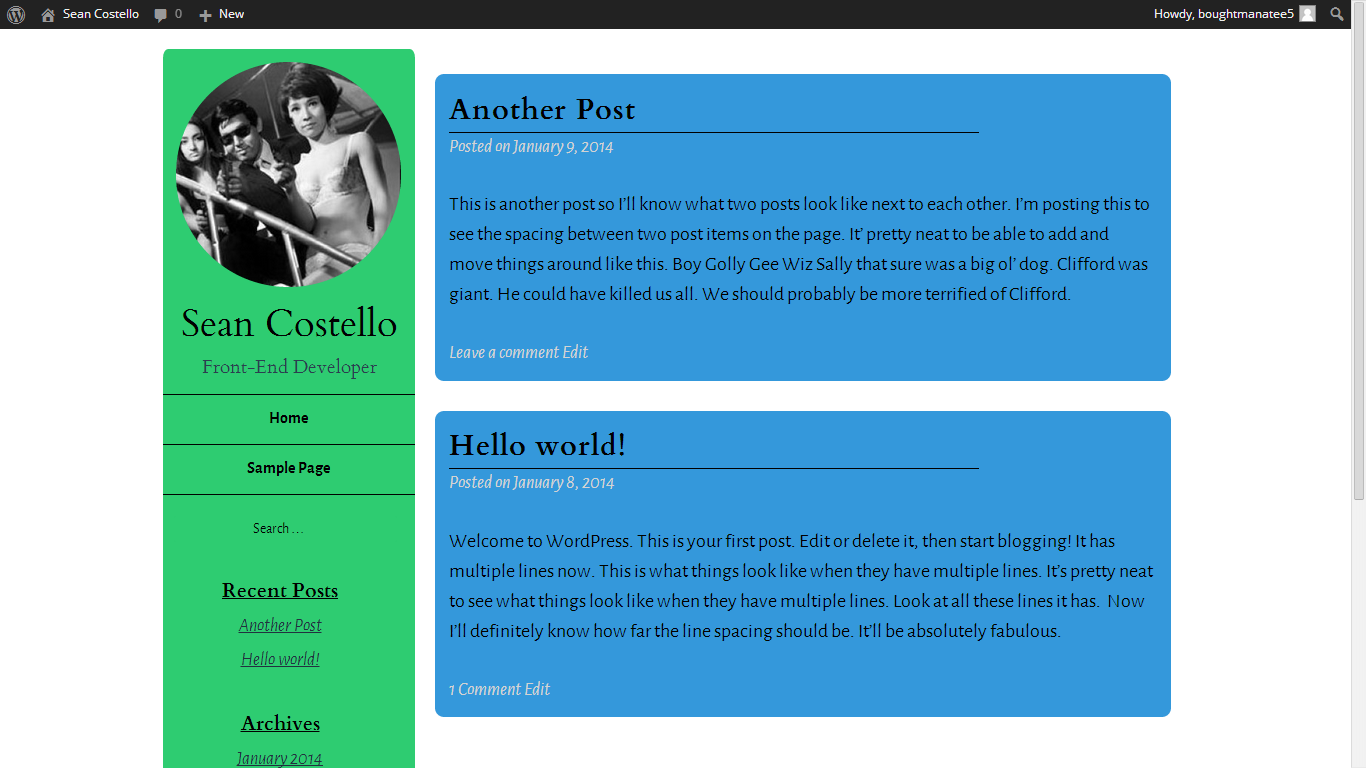 Sean Costello 0 New Howdy, boughtmanatee5
Sean Costello
Front-End Developer
Home
Sample Page
Search …
Recent Posts
Another Post
Hello world!
Archives
January 2014
Another Post
Posted on January 9, 2014
This is another post so I’ll know what two posts look like next to each other. I’m posting this to
see the spacing between two post items on the page. It’ pretty neat to be able to add and
move things around like this. Boy Golly Gee Wiz Sally that sure was a big ol’ dog. Clifford was
giant. He could have killed us all. We should probably be more terrified of Clifford.
Leave a comment Edit
Hello world!
Posted on January 8, 2014
Welcome to WordPress. This is your first post. Edit or delete it, then start blogging! It has
multiple lines now. This is what things look like when they have multiple lines. It’s pretty neat
to see what things look like when they have multiple lines. Look at all these lines it has. Now
I’ll definitely know how far the line spacing should be. It’ll be absolutely fabulous.
1 Comment Edit